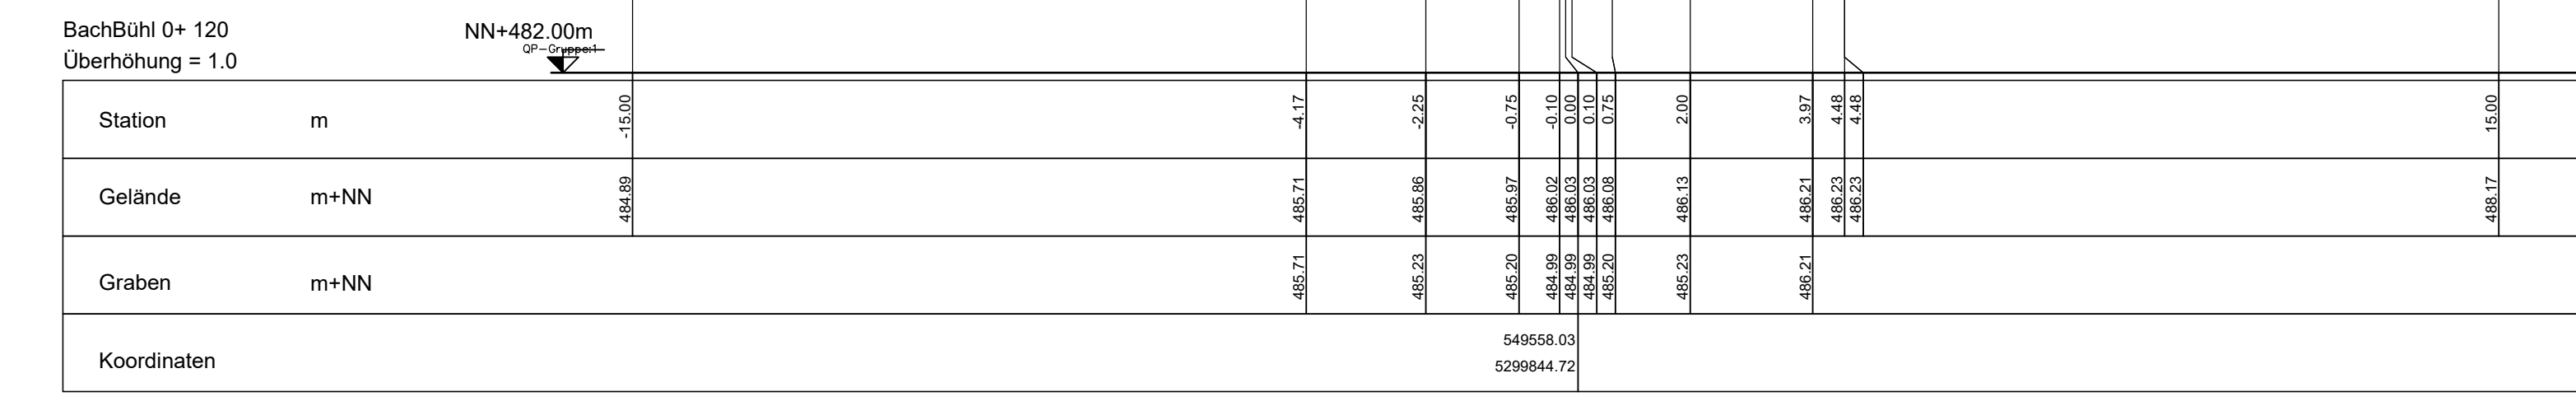 BachBühl 0+ 120
Überhöhung = 1.0
NN+482.00m
QP-Gruppe:1
Station m -15.00 -4.17 -2.25 -0.75 -0.10 0.00 0.10 0.75 2.00 3.97 4.48 4.48 15.00
Gelände m+NN 484.89 485.71 485.86 485.97 486.02 486.03 486.03 486.08 486.13 486.21 486.23 486.23 488.17
Graben m+NN 485.71 485.23 485.20 484.99 484.99 484.99 485.20 485.23 486.21
Koordinaten
549558.03
5299844.72